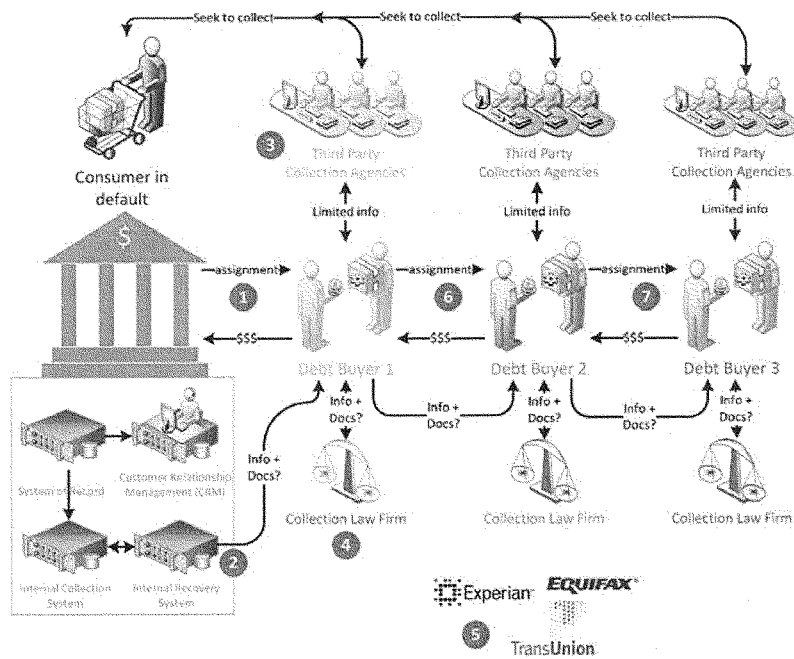 Seek to collect
Seek to collect
Seek to collect
3
Third Party
Collection Agencies
Third Party
Collection Agencies
Third Party
Collection Agencies
Consumer in
default
Limited info
Limited info
Limited info
$
assignment
1
assignment
6
assignment
7
$$$
$$$
$$$
Debt Buyer 1
Debt Buyer 2
Debt Buyer 3
Info +
Docs?
Info +
Docs?
Info +
Docs?
Info +
Docs?
Info +
Docs?
Info +
Docs?
System of Record
Customer Relationship
Management (CRM)
Collection Law Firm
Collection Law Firm
Collection Law Firm
4
2
Internal Collection
System
Internal Recovery
System
Experian
EQUIFAX
5
TransUnion